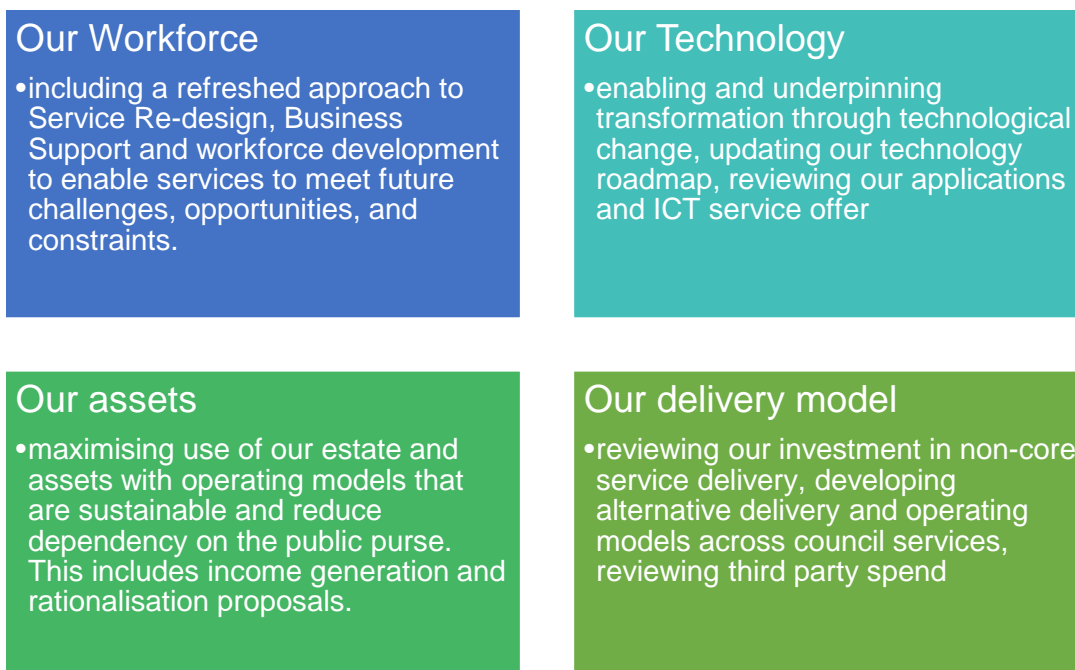 Our Workforce
•including a refreshed approach to
Service Re-design, Business
Support and workforce development
to enable services to meet future
challenges, opportunities, and
constraints.
Our Technology
•enabling and underpinning
transformation through technological
change, updating our technology
roadmap, reviewing our applications
and ICT service offer
Our assets
•maximising use of our estate and
assets with operating models that
are sustainable and reduce
dependency on the public purse.
This includes income generation and
rationalisation proposals.
Our delivery model
•reviewing our investment in non-core
service delivery, developing
alternative delivery and operating
models across council services,
reviewing third party spend